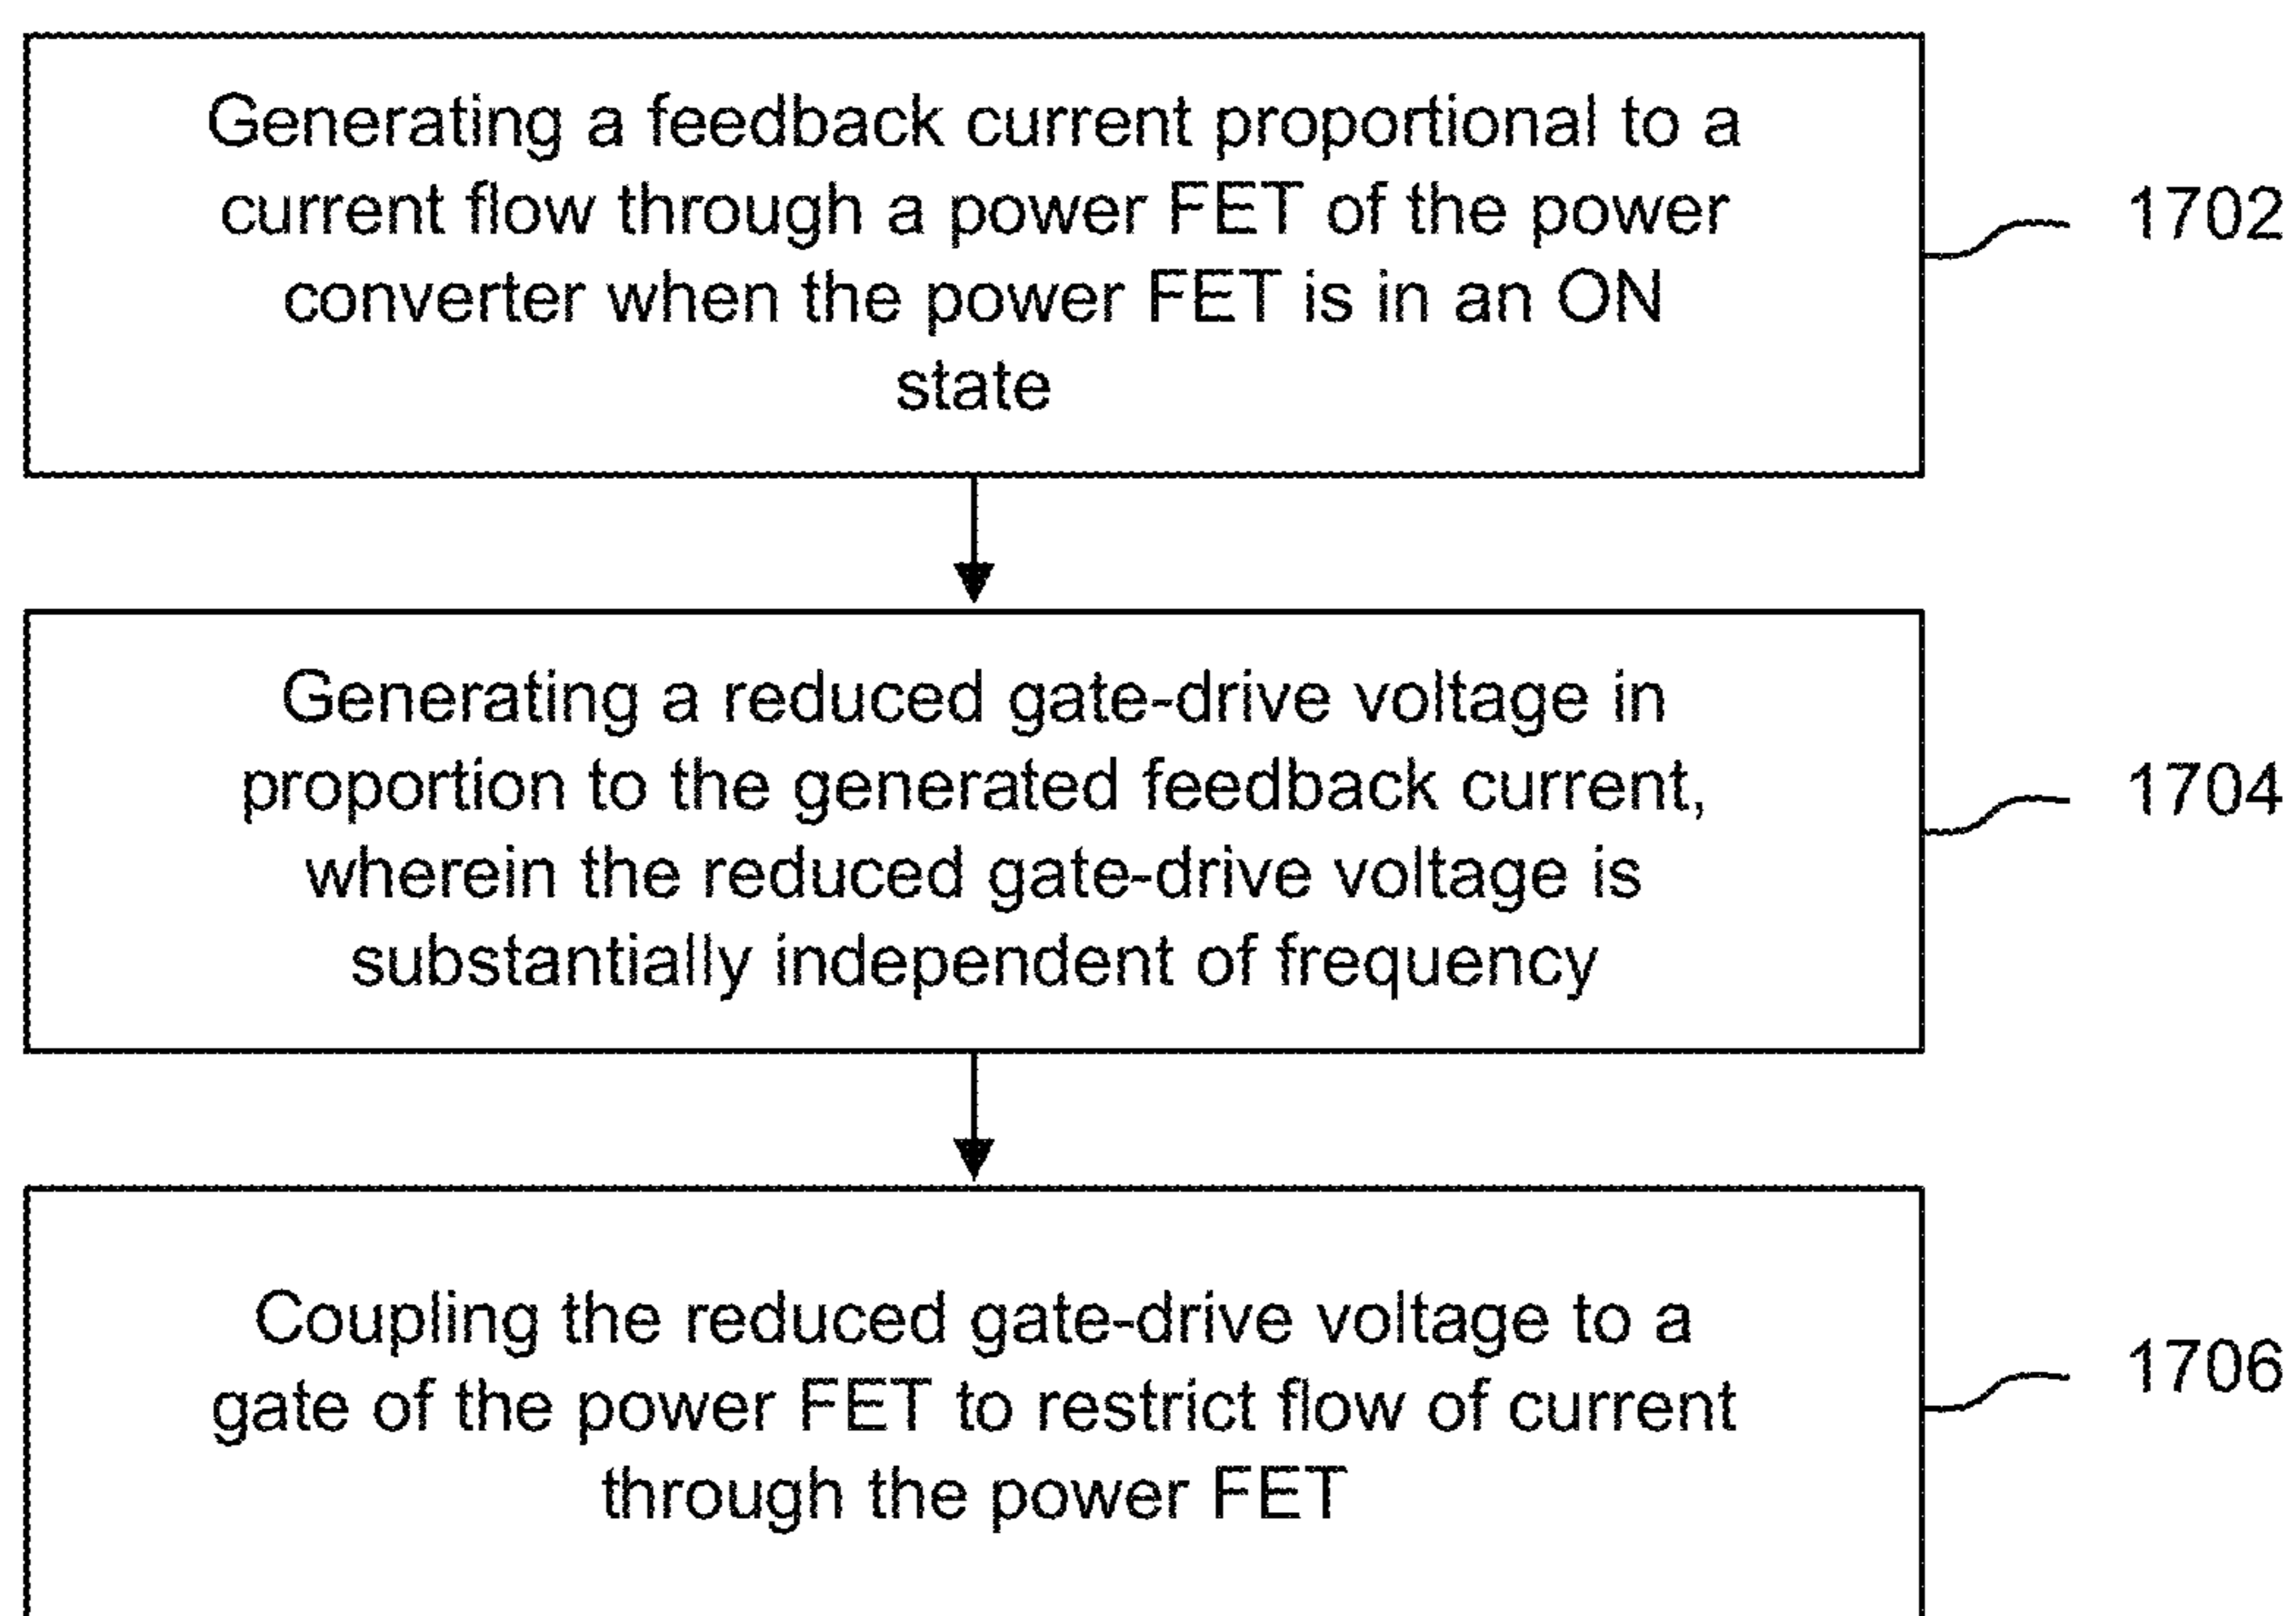 Generating a feedback current proportional to a
current flow through a power FET of the power
converter when the power FET is in an ON
state
1702
Generating a reduced gate-drive voltage in
proportion to the generated feedback current,
wherein the reduced gate-drive voltage is
substantially independent of frequency
1704
Coupling the reduced gate-drive voltage to a
gate of the power FET to restrict flow of current
through the power FET
1706